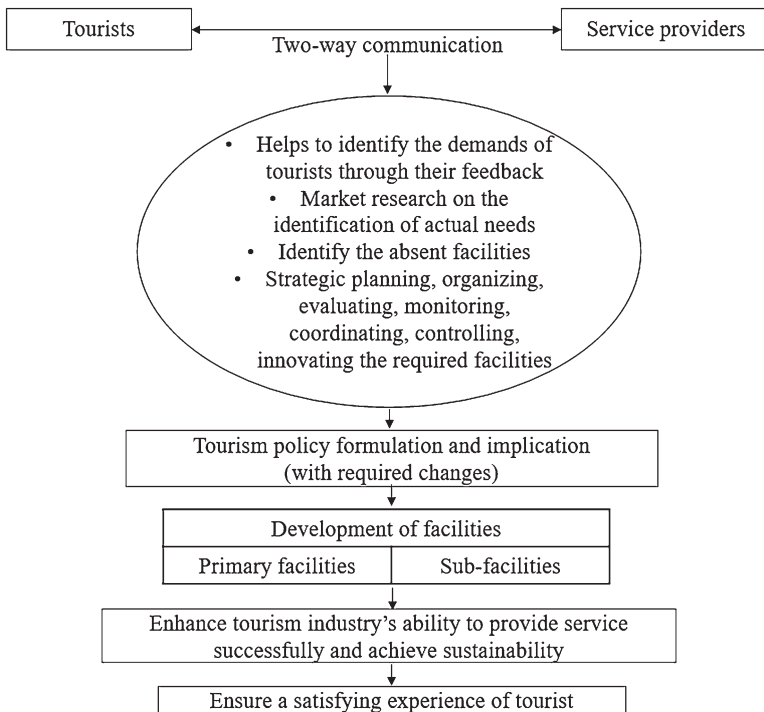 Tourists
Service providers
Two-way communication
• Helps to identify the demands of
tourists through their feedback
• Market research on the
identification of actual needs
• Identify the absent facilities
• Strategic planning, organizing,
evaluating, monitoring,
coordinating, controlling,
innovating the required facilities
Tourism policy formulation and implication
(with required changes)
Development of facilities
Primary facilities
Sub-facilities
Enhance tourism industry’s ability to provide service
successfully and achieve sustainability
Ensure a satisfying experience of tourist